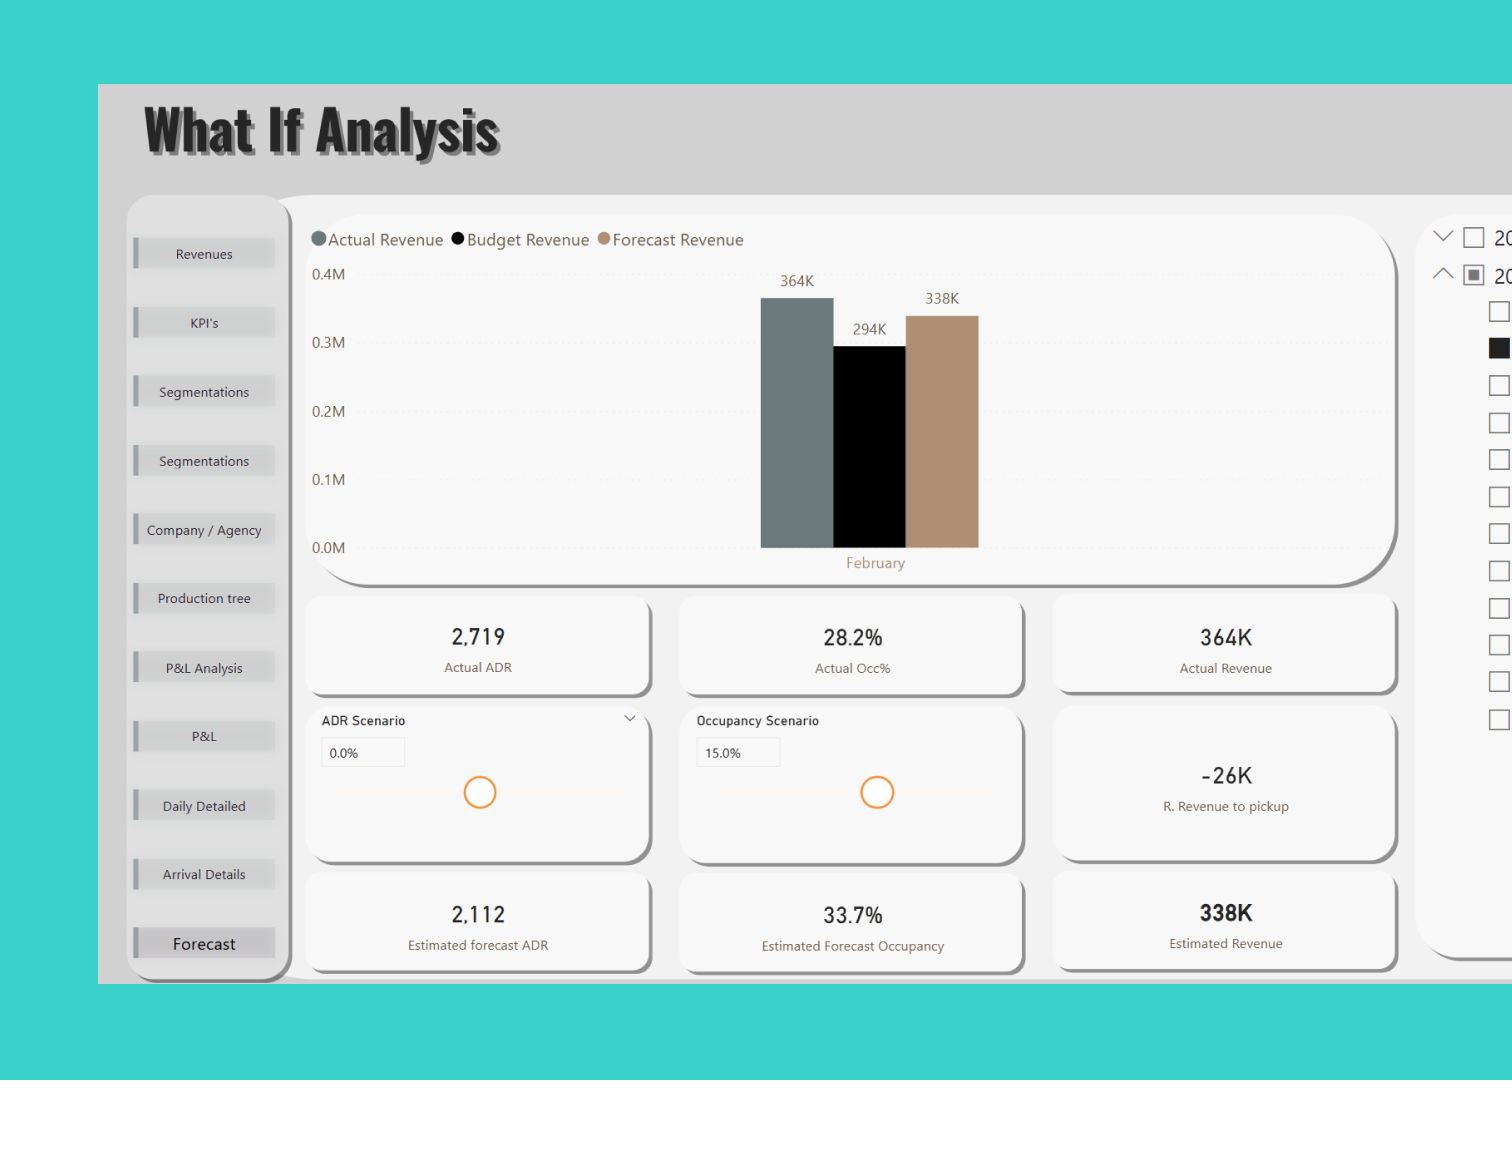 What If Analysis
Revenues
KPI's
Segmentations
Segmentations
Company / Agency
Production tree
P&L Analysis
P&L
Daily Detailed
Arrival Details
Forecast
Actual Revenue Budget Revenue Forecast Revenue
0.4M
0.3M
0.2M
0.1M
0.0M
364K
294K
338K
February
2,719
Actual ADR
28.2%
Actual Occ%
364K
Actual Revenue
ADR Scenario
0.0%
Occupancy Scenario
15.0%
-26K
R. Revenue to pickup
2,112
Estimated forecast ADR
33.7%
Estimated Forecast Occupancy
338K
Estimated Revenue